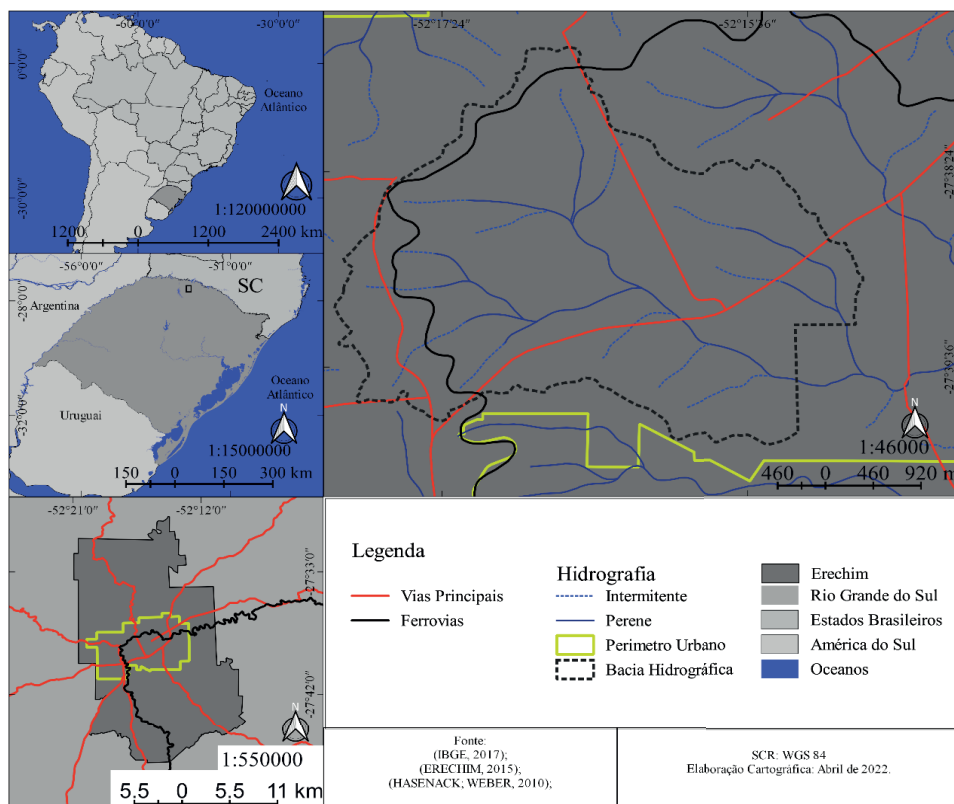 -60°0'0" -30°0'0"
0°0'0"
Oceano
Atlântico
-30°0'0"
1:120000000
1200 0 1200 2400 km
-56°0'0" -51°0'0"
SC
Argentina
-28°0'0"
Oceano
Atlântico
Uruguai
-32°0'0"
N
1:15000000
150 0 150 300 km
-52°21'0" -52°12'0"
-27°33'0"
-27°42'0"
1:550000
5.5 0 5.5 11 km
-52°17'24" -52°15'36"
-27°38'24"
-27°39'36"
N
1:46000
460 0 460 920 m
Legenda
Vias Principais
Ferrovias
Hidrografia
Intermitente
Perene
Perimetro Urbano
Bacia Hidrográfica
Erechim
Rio Grande do Sul
Estados Brasileiros
América do Sul
Oceanos
Fonte:
(IBGE, 2017);
(ERECHIM, 2015);
(HASENACK; WEBER, 2010);
SCR: WGS 84
Elaboração Cartográfica: Abril de 2022.